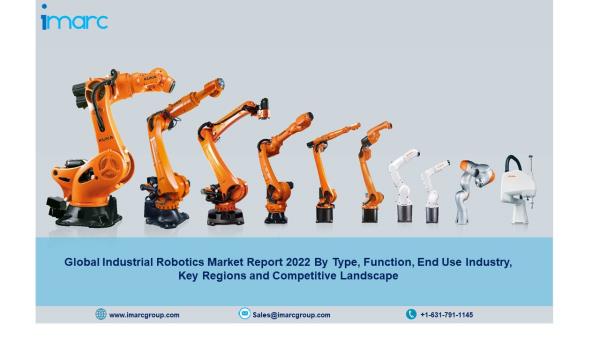 imarc
KUKA
Global Industrial Robotics Market Report 2022 By Type, Function, End Use Industry,
Key Regions and Competitive Landscape
www.imarcgroup.com
Sales@imarcgroup.com
+1-631-791-1145